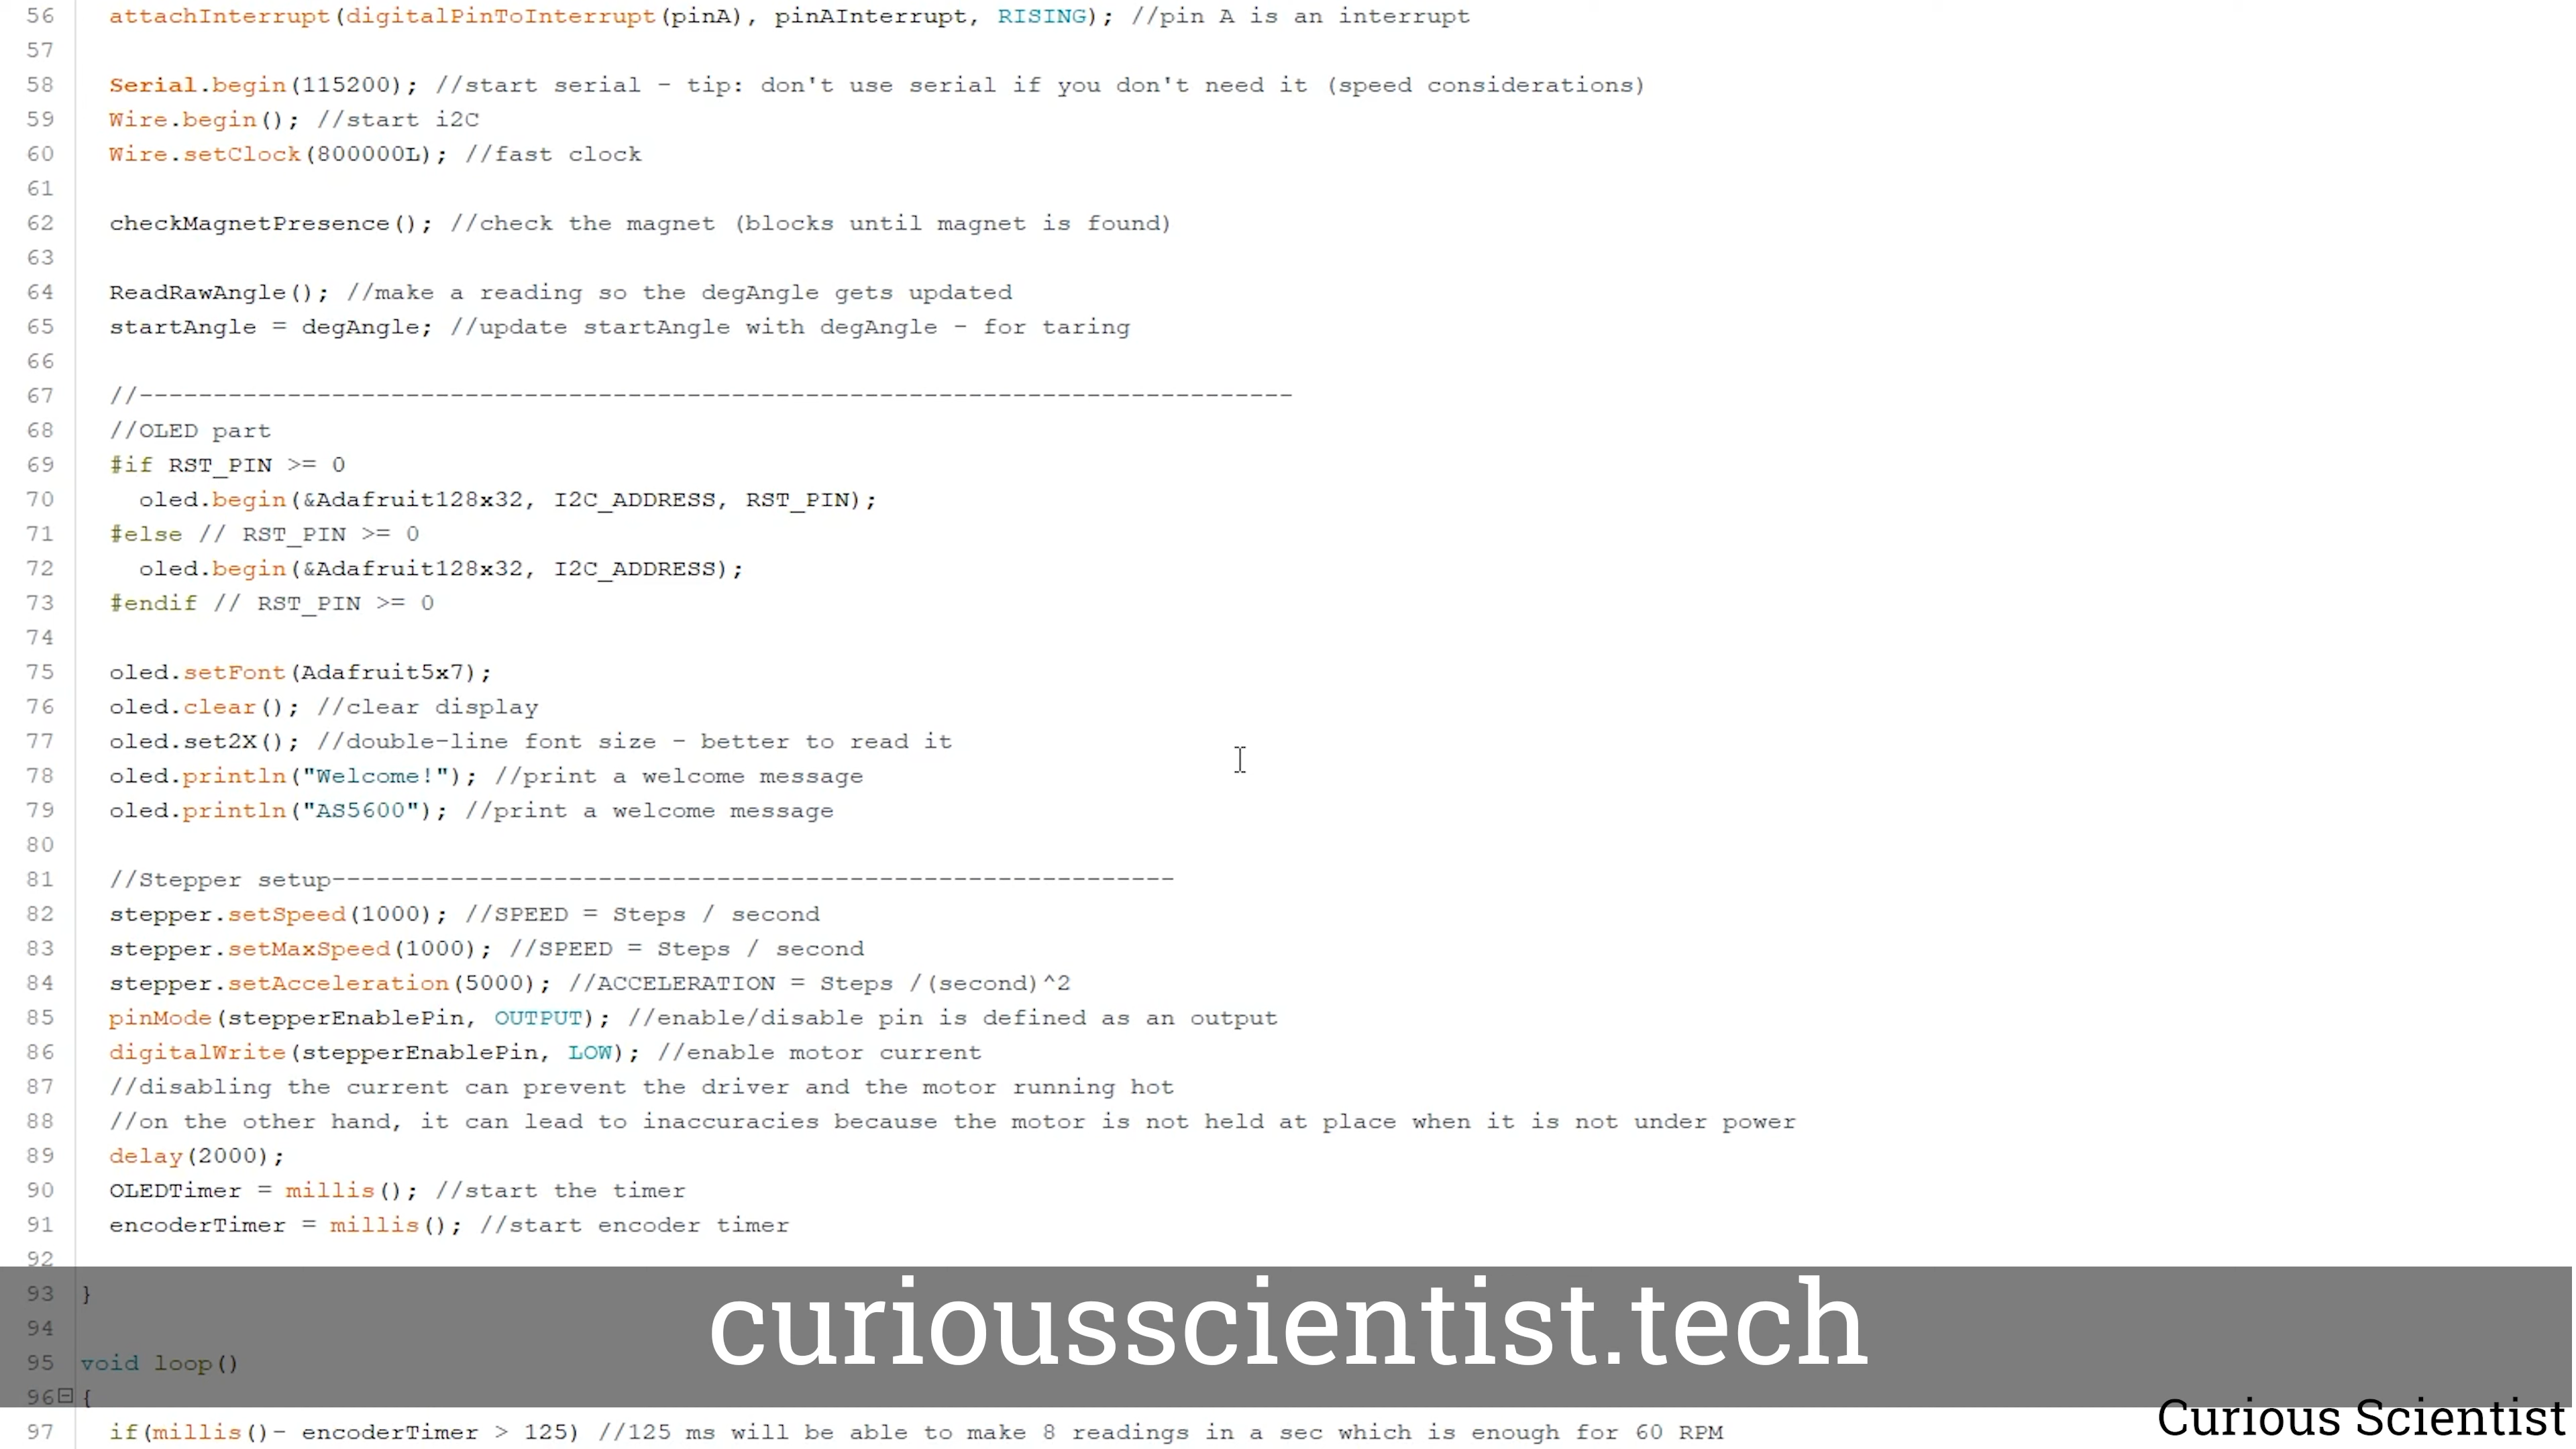 56 attachInterrupt(digitalPinToInterrupt(pinA), pinAInterrupt, RISING); //pin A is an interrupt
57
58 Serial.begin(115200); //start serial - tip: don't use serial if you don't need it (speed considerations)
59 Wire.begin(); //start i2C
60 Wire.setClock(800000L); //fast clock
61
62 checkMagnetPresence(); //check the magnet (blocks until magnet is found)
63
64 ReadRawAngle(); //make a reading so the degAngle gets updated
65 startAngle = degAngle; //update startAngle with degAngle - for taring
66
67 //------------------------------------------------------------------------------
68 //OLED part
69 #if RST_PIN >= 0
70 oled.begin(&Adafruit128x32, I2C_ADDRESS, RST_PIN);
71 #else // RST_PIN >= 0
72 oled.begin(&Adafruit128x32, I2C_ADDRESS);
73 #endif // RST_PIN >= 0
74
75 oled.setFont(Adafruit5x7);
76 oled.clear(); //clear display
77 oled.set2X(); //double-line font size - better to read it
78 oled.println("Welcome!"); //print a welcome message
79 oled.println("AS5600"); //print a welcome message
80
81 //Stepper setup---------------------------------------------------------
82 stepper.setSpeed(1000); //SPEED = Steps / second
83 stepper.setMaxSpeed(1000); //SPEED = Steps / second
84 stepper.setAcceleration(5000); //ACCELERATION = Steps /(second)^2
85 pinMode(stepperEnablePin, OUTPUT); //enable/disable pin is defined as an output
86 digitalWrite(stepperEnablePin, LOW); //enable motor current
87 //disabling the current can prevent the driver and the motor running hot
88 //on the other hand, it can lead to inaccuracies because the motor is not held at place when it is not under power
89 delay(2000);
90 OLEDTimer = millis(); //start the timer
91 encoderTimer = millis(); //start encoder timer
92
93 }
curiousscientist.tech
94
95 void loop()
96 {
Curious Scientist
97 if(millis()- encoderTimer > 125) //125 ms will be able to make 8 readings in a sec which is enough for 60 RPM